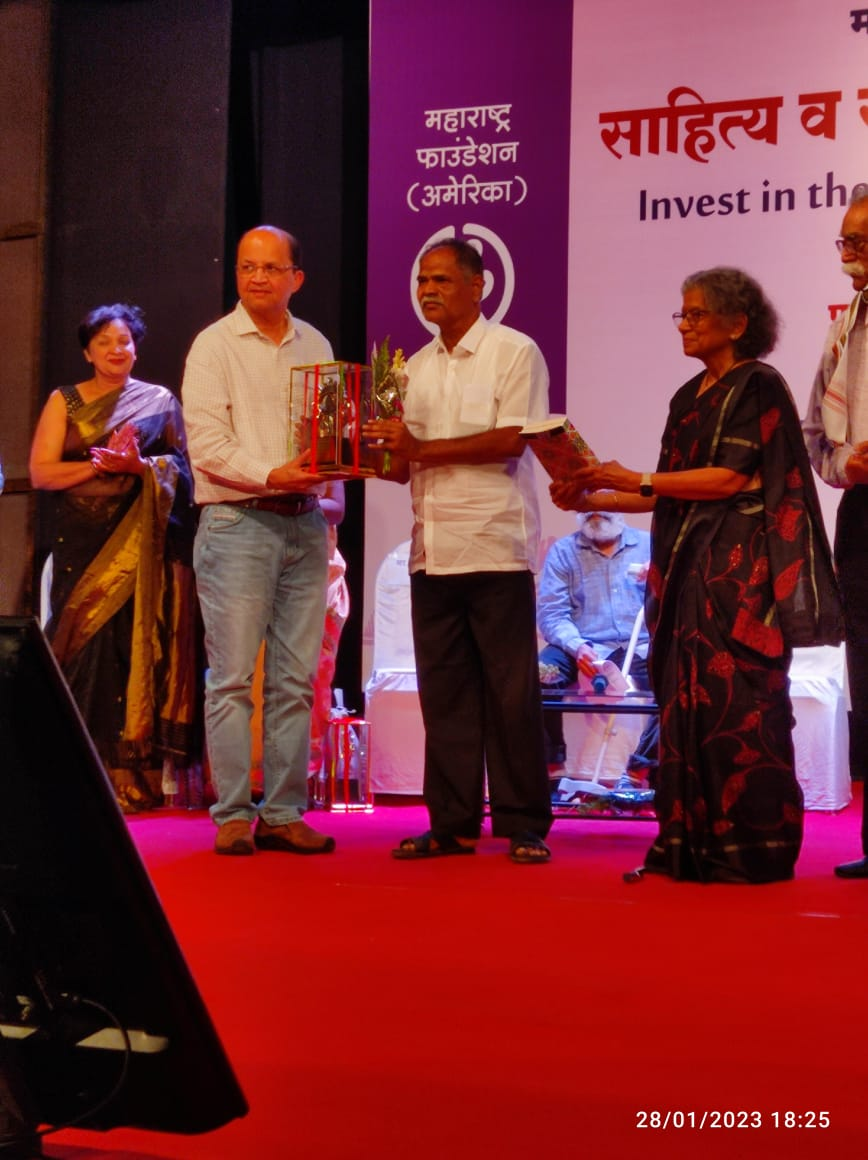 महाराष्ट्र
फाउंडेशन
(अमेरिका)
साहित्य व
Invest in the
28/01/2023 18:25